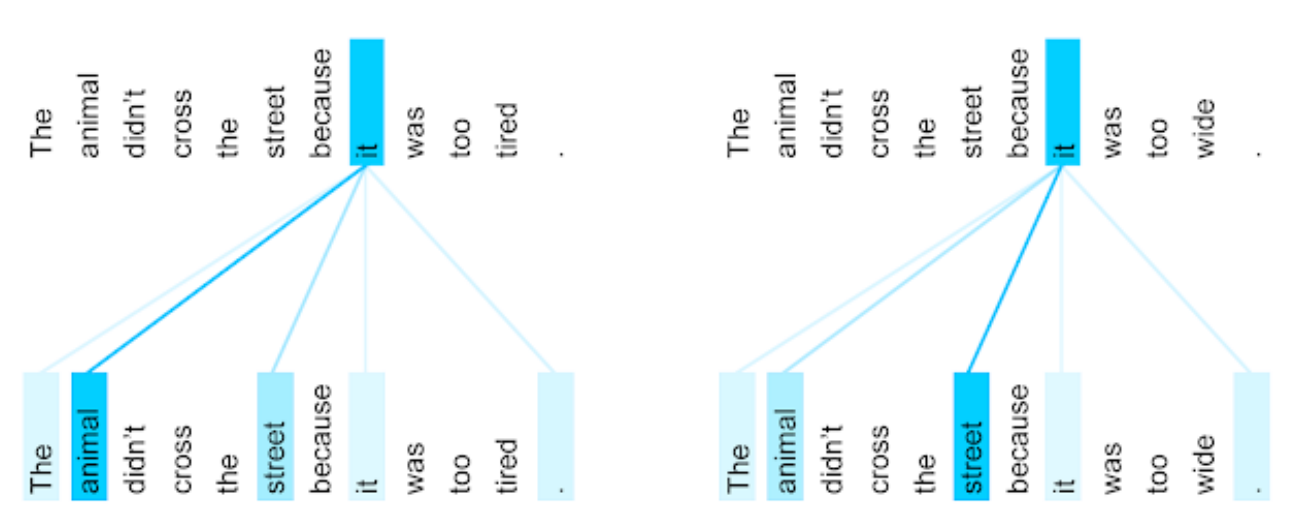 The animal didn't cross the street because it was too tired .
The animal didn't cross the street because it was too wide .
The animal didn't cross the street because it was too tired .
The animal didn't cross the street because it was too wide .